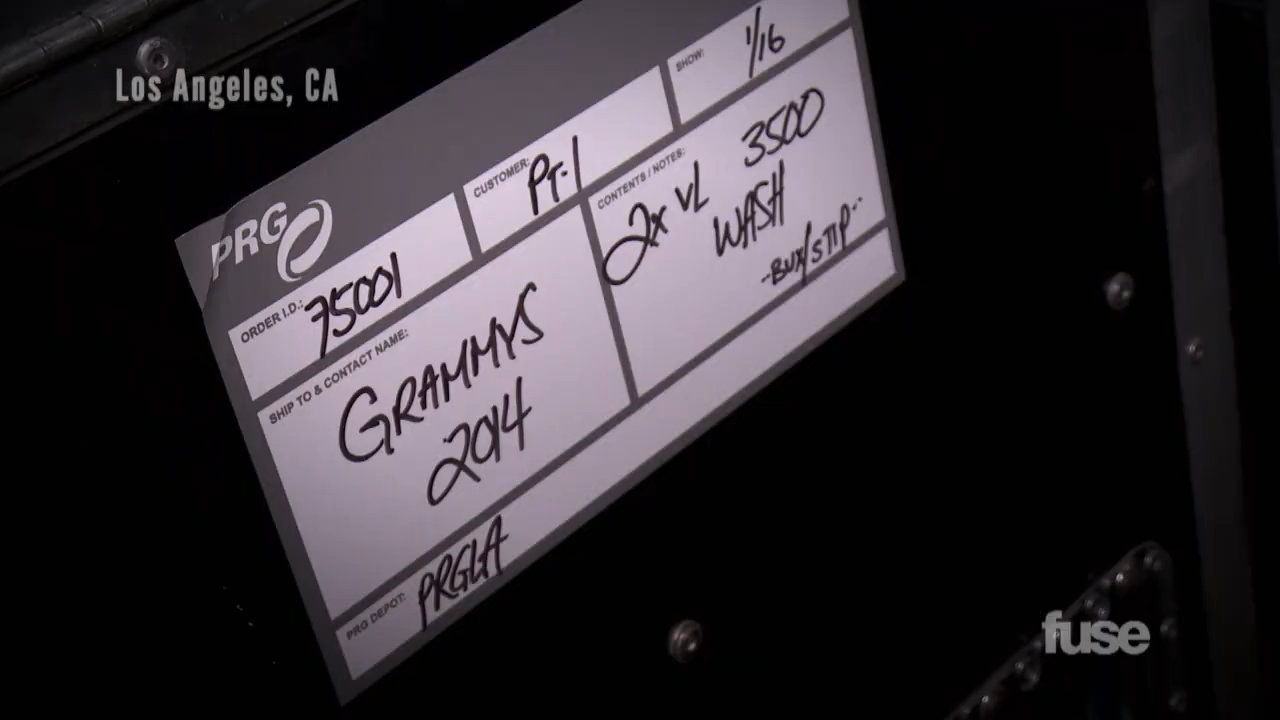 Los Angeles, CA
PRG
ORDER I.D.: 75001
CUSTOMER: PT-1
SHOW: 1/16
SHIP TO & CONTACT NAME:
GRAMMYS
2014
CONTENTS / NOTES:
2x VL 3500
WASH
PRG DEPOT: PRGLA
fuse